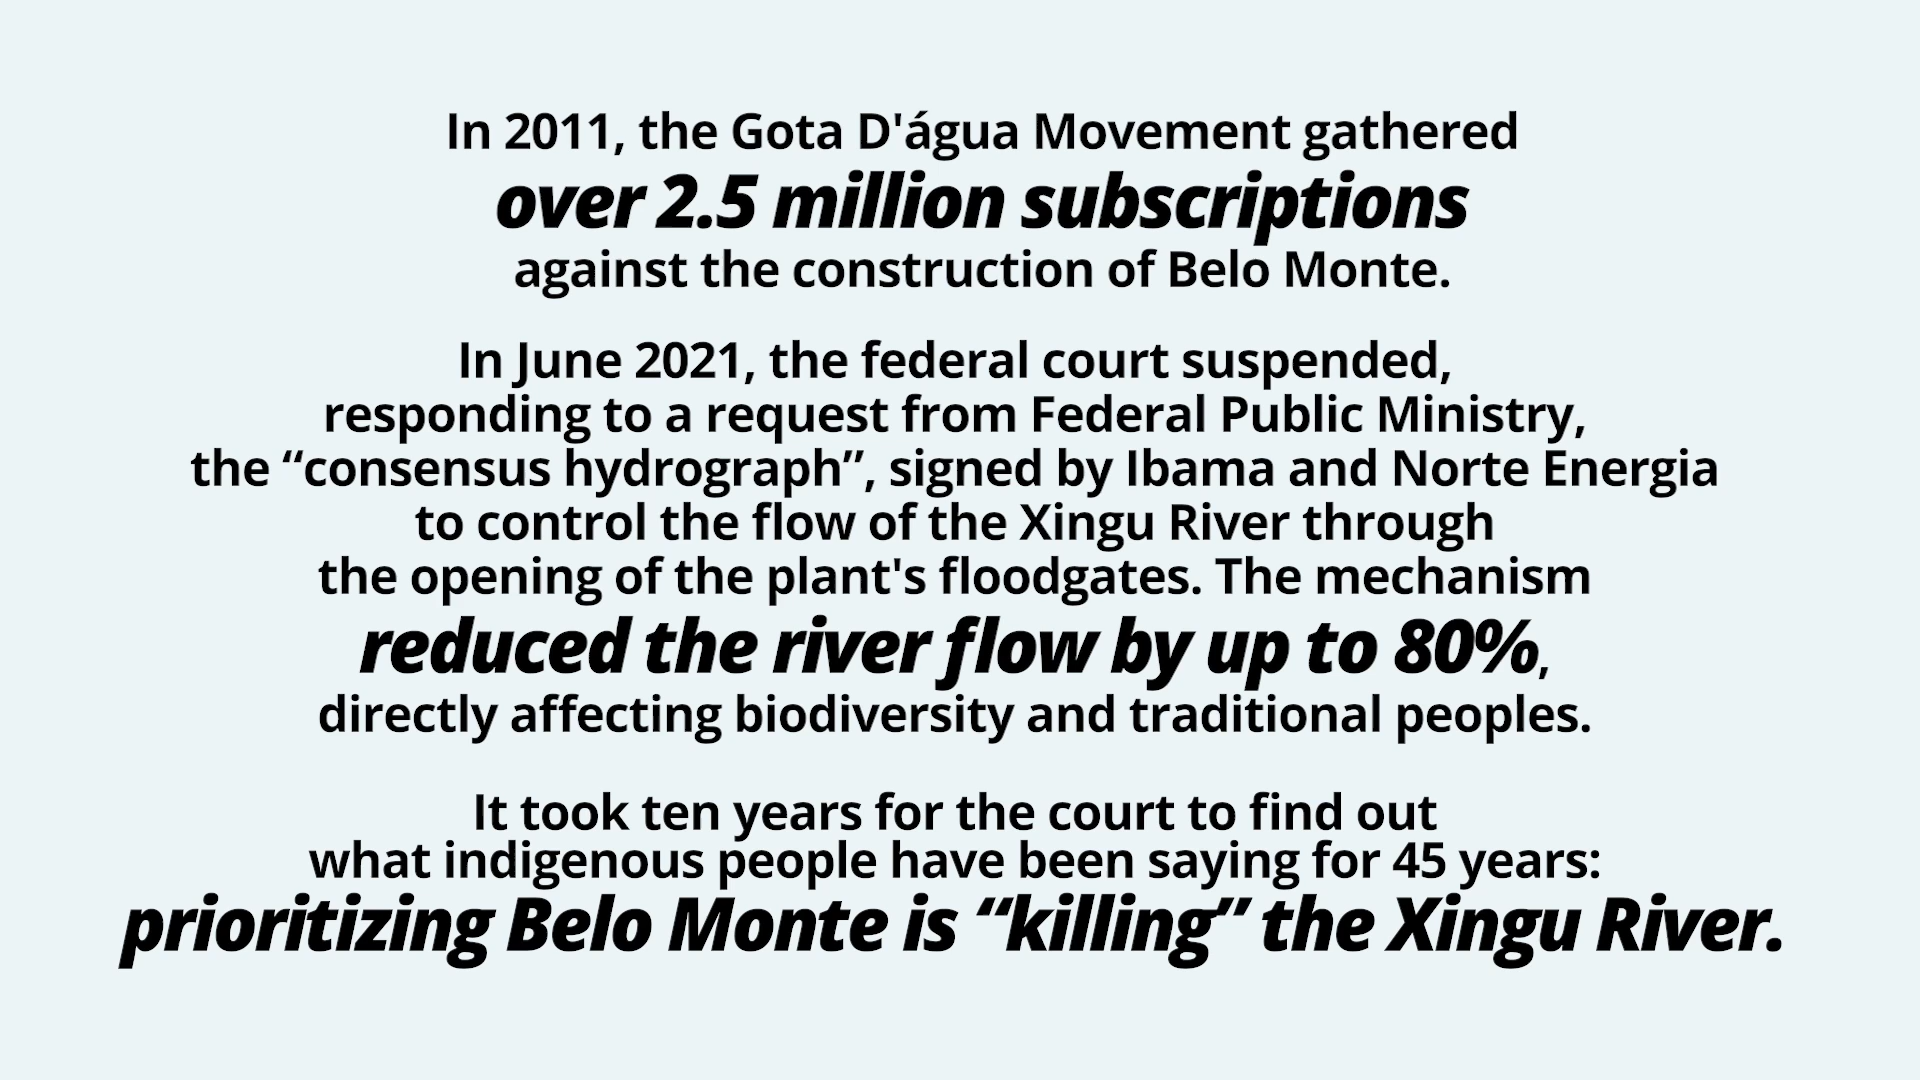 In 2011, the Gota D'água Movement gathered
over 2.5 million subscriptions
against the construction of Belo Monte.
In June 2021, the federal court suspended,
responding to a request from Federal Public Ministry,
the “consensus hydrograph”, signed by Ibama and Norte Energia
to control the flow of the Xingu River through
the opening of the plant's floodgates. The mechanism
reduced the river flow by up to 80%,
directly affecting biodiversity and traditional peoples.
It took ten years for the court to find out
what indigenous people have been saying for 45 years:
prioritizing Belo Monte is “killing” the Xingu River.